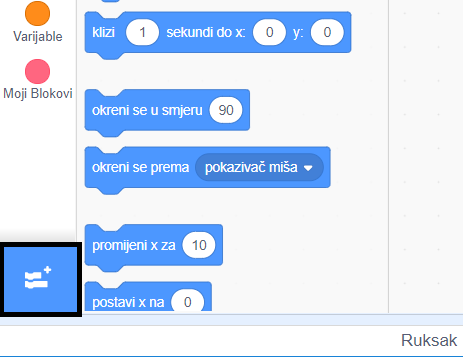 klizi 1 sekundi do x: 0 y: 0
Varijable
Moji Blokovi
okreni se u smjeru 90
okreni se prema pokazivač miša
promijeni x za 10
postavi x na 0
Ruksak